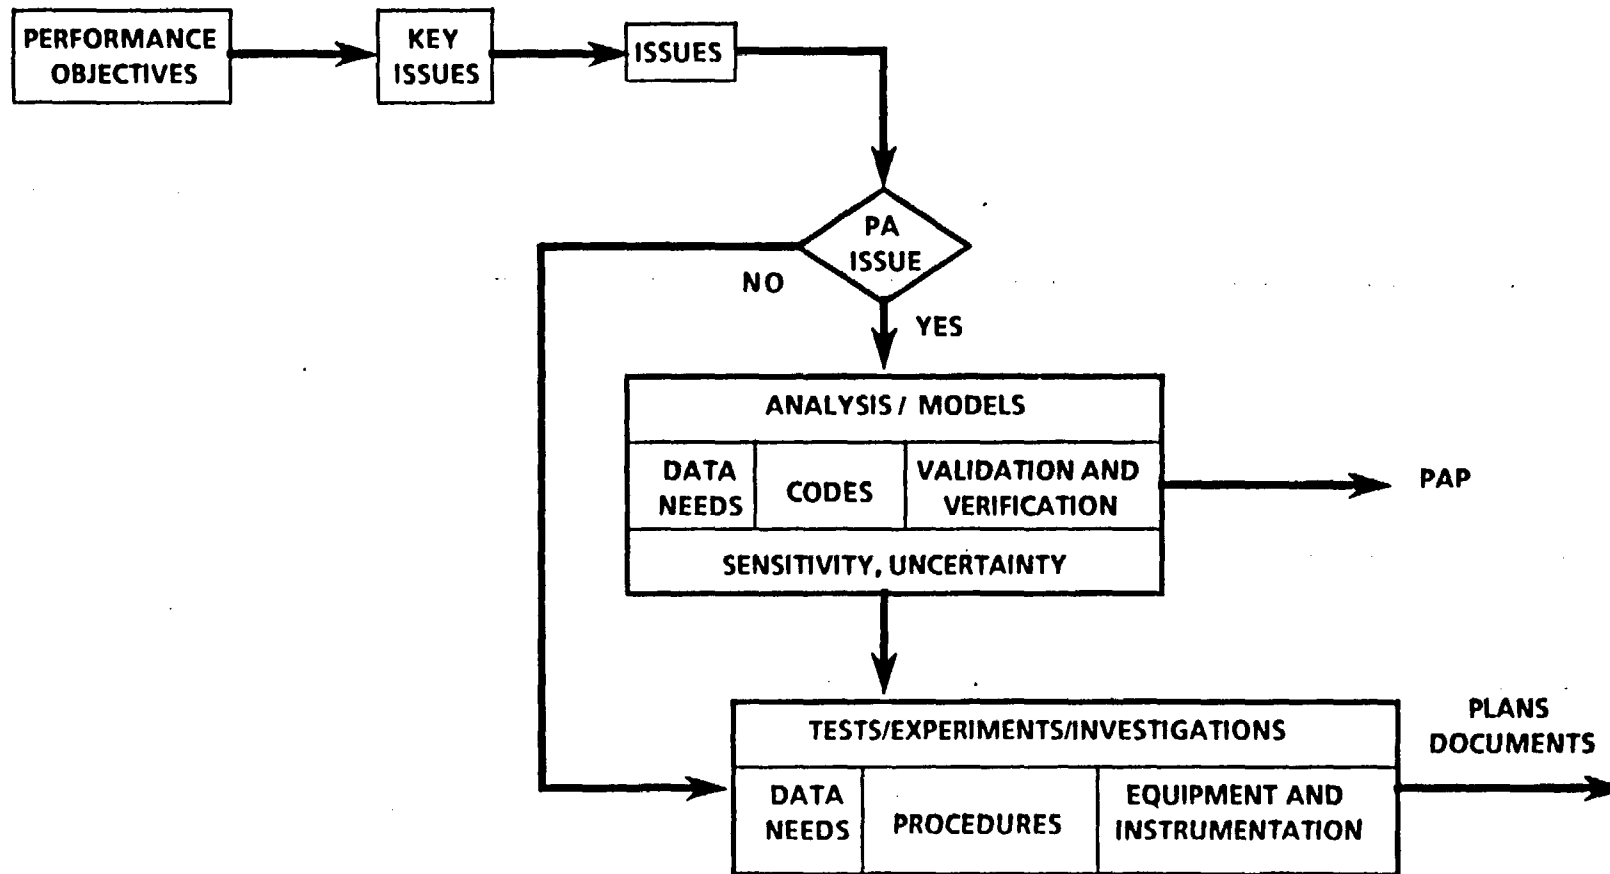 PERFORMANCE
OBJECTIVES
KEY
ISSUES
ISSUES
PA
ISSUE
NO
YES
ANALYSIS / MODELS
DATA
NEEDS
CODES
VALIDATION AND
VERIFICATION
PAP
SENSITIVITY, UNCERTAINTY
TESTS/EXPERIMENTS/INVESTIGATIONS
DATA
NEEDS
PROCEDURES
EQUIPMENT AND
INSTRUMENTATION
PLANS
DOCUMENTS